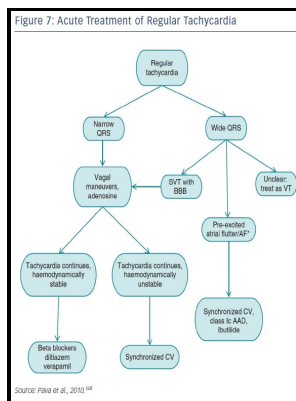 Figure 7: Acute Treatment of Regular Tachycardia
Regular
tachycardia
Narrow
QRS
Wide QRS
Vagal
maneuvers,
adenosine
SVT with
BBB
Unclear:
treat as VT
Pre-excited
atrial flutter/AF*
Tachycardia continues,
haemodynamically
stable
Tachycardia continues,
haemodynamically
unstable
Synchronized CV,
class Ic AAD,
Ibutilide
Beta blockers
diltiazem
verapamil
Synchronized CV
Source: Pava et al., 2010.